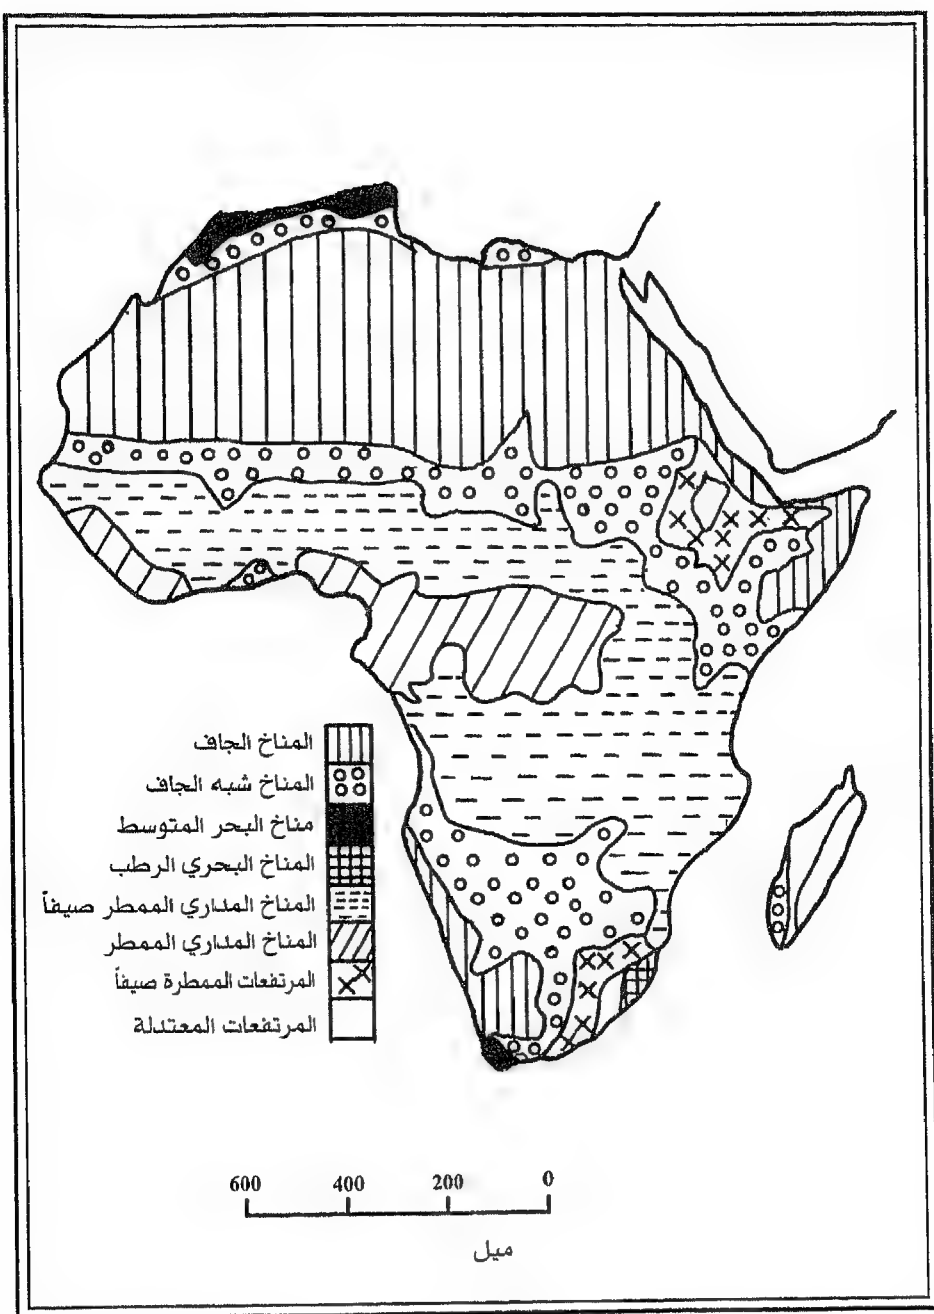 المناخ الجاف
المناخ شبه الجاف
مناخ البحر المتوسط
المناخ البحري الرطب
المناخ المداري الممطر صيفاً
المناخ المداري الممطر
المرتفعات الممطرة صيفاً
المرتفعات المعتدلة
600 400 200 0
ميل